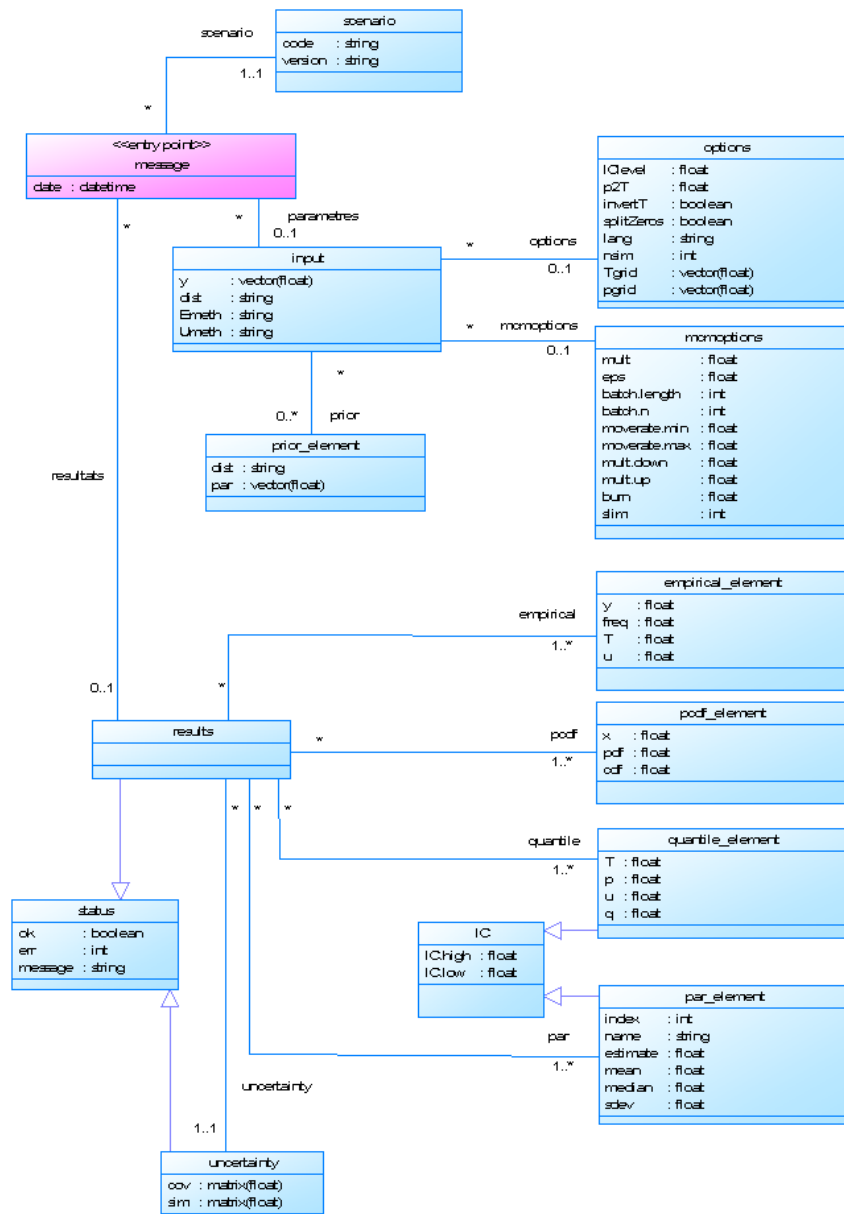 scenario
code : string
version : string
scenario
1..1
*
<<entry point>>
message
date : datetime
*
*
parametres
0..1
input
y : vector(float)
dist : string
Emeth : string
Umeth : string
*
options
0..1
options
IClevel : float
p2T : float
invertT : boolean
splitZeros : boolean
lang : string
nsim : int
Tgrid : vector(float)
pgrid : vector(float)
*
mcmoptions
0..1
mcmoptions
mult : float
eps : float
batch.length : int
batch.n : int
moverate.min : float
moverate.max : float
mult.down : float
mult.up : float
burn : float
slim : int
*
0..*
prior
prior_element
dist : string
par : vector(float)
resultats
0..1
*
empirical
1..*
empirical_element
y : float
freq : float
T : float
u : float
results
*
pcdf
1..*
pcdf_element
x : float
pdf : float
cdf : float
*
*
*
quantile
1..*
quantile_element
T : float
p : float
u : float
q : float
status
ok : boolean
err : int
message : string
IC
IC.high : float
IC.low : float
par
1..*
par_element
index : int
name : string
estimate : float
mean : float
median : float
sdev : float
uncertainty
1..1
uncertainty
cov : matrix(float)
sim : matrix(float)